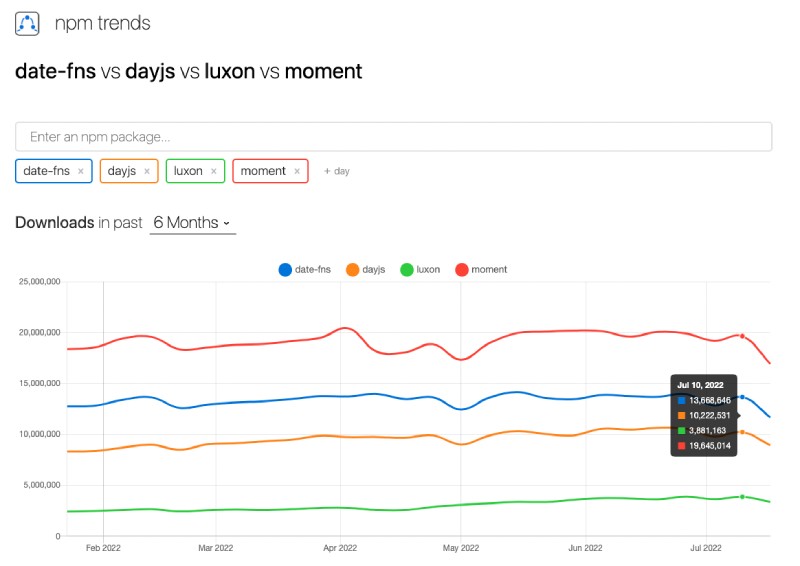 npm trends
date-fns vs dayjs vs luxon vs moment
Enter an npm package...
date-fns × dayjs × luxon × moment × + day
Downloads in past 6 Months
date-fns dayjs luxon moment
25,000,000
20,000,000
15,000,000
10,000,000
5,000,000
0
Jul 10, 2022
13,668,646
10,222,531
3,881,163
19,645,014
Feb 2022 Mar 2022 Apr 2022 May 2022 Jun 2022 Jul 2022